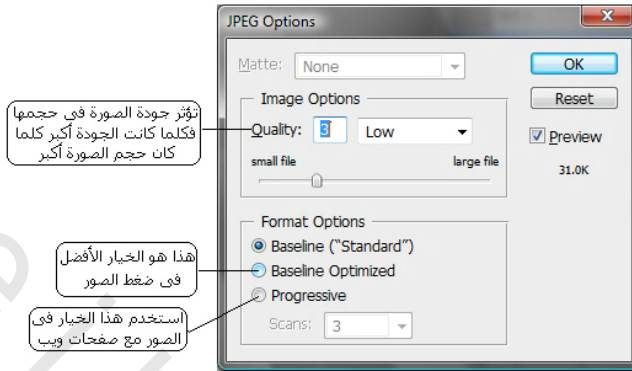 JPEG Options
Matte: None
OK
Image Options
Reset
تؤثر جودة الصورة فى حجمها
فكلما كانت الجودة أكبر كلما
كان حجم الصورة أكبر
Quality: 3 Low
Preview
small file large file
31.0K
Format Options
Baseline ("Standard")
هذا هو الخيار الأفضل
فى ضغط الصور
Baseline Optimized
Progressive
أستخدم هذا الخيار فى
الصور مع صفحات ويب
Scans: 3